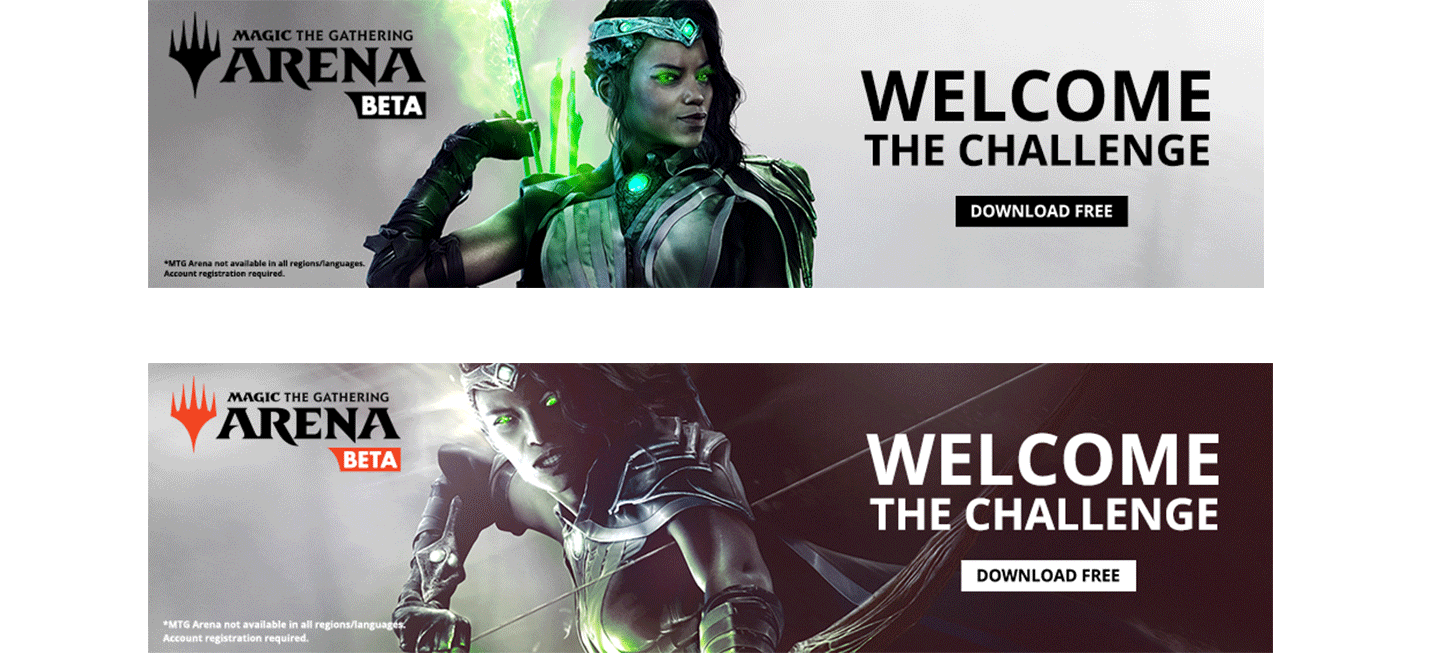 MAGIC THE GATHERING
ARENA
BETA
WELCOME
THE CHALLENGE
DOWNLOAD FREE
*MTG Arena not available in all regions/languages.
Account registration required.
MAGIC THE GATHERING
ARENA
BETA
WELCOME
THE CHALLENGE
DOWNLOAD FREE
*MTG Arena not available in all regions/languages.
Account registration required.